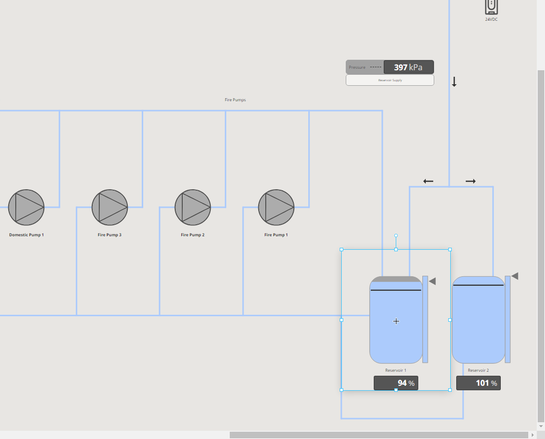 24VDC
Pressure
397 kPa
Reservoir Supply
Fire Pumps
Domestic Pump 1
Fire Pump 3
Fire Pump 2
Fire Pump 1
Reservoir 1
Reservoir 2
94 %
101 %